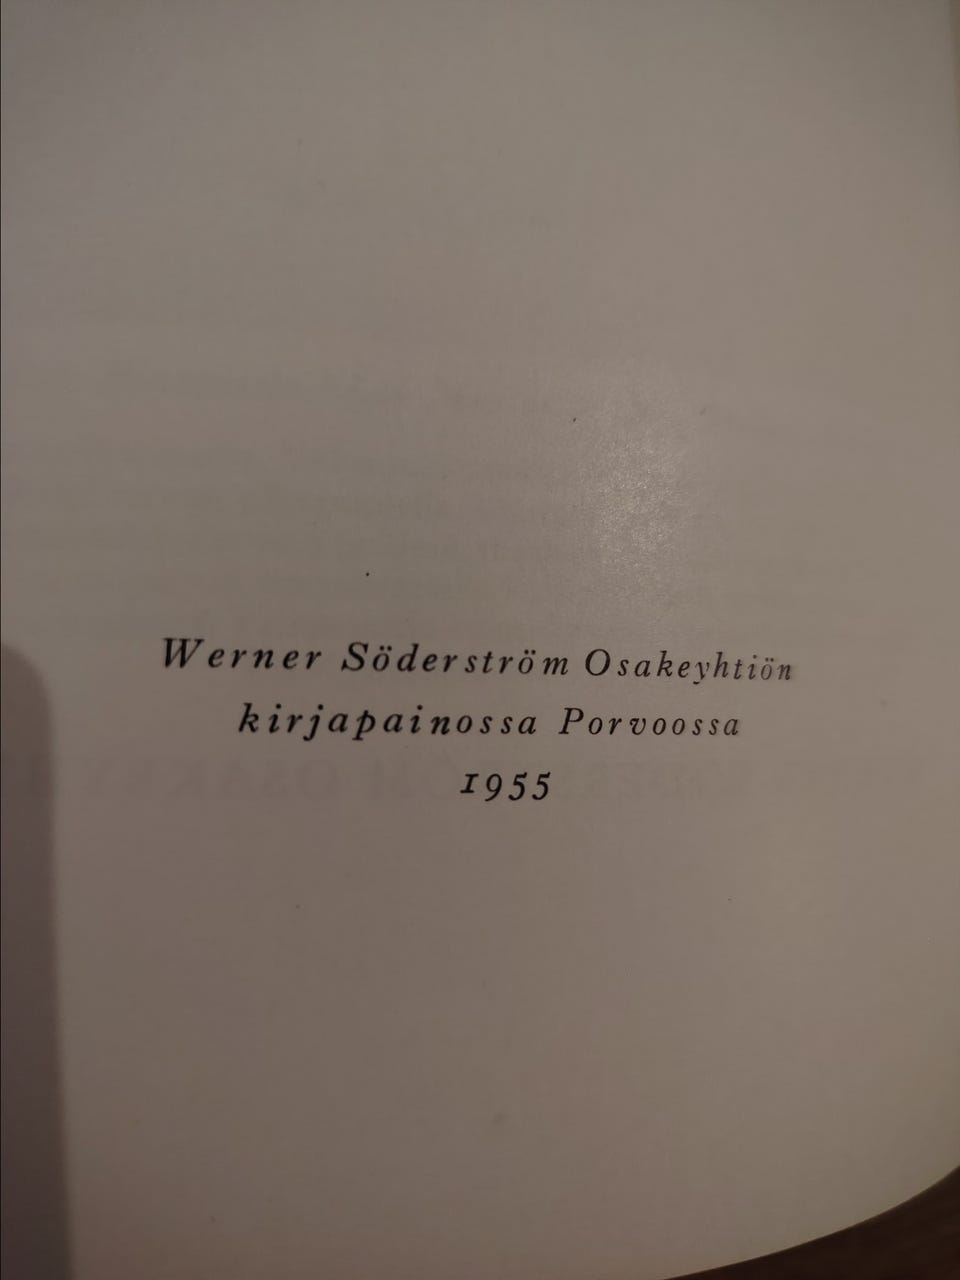 Werner Söderström Osakeyhtiön
kirjapainossa Porvoossa
1955